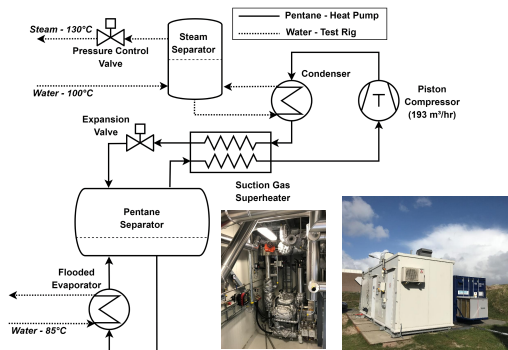 Pentane - Heat Pump
Water - Test Rig
Steam - 130°C
Pressure Control
Valve
Steam
Separator
Condenser
Piston
Compressor
(193 m³/hr)
Water - 100°C
Expansion
Valve
Suction Gas
Superheater
Pentane
Separator
Flooded
Evaporator
Water - 85°C